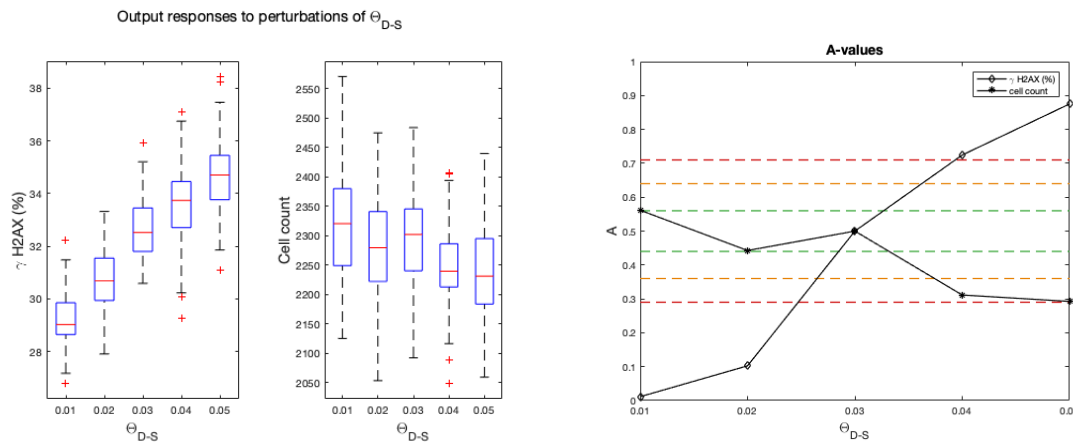 Output responses to perturbations of Θ_D-S
γ H2AX (%)
38
36
34
32
30
28
0.01 0.02 0.03 0.04 0.05
Θ_D-S
Cell count
2550
2500
2450
2400
2350
2300
2250
2200
2150
2100
2050
0.01 0.02 0.03 0.04 0.05
Θ_D-S
A-values
γ H2AX (%)
cell count
A
1
0.9
0.8
0.7
0.6
0.5
0.4
0.3
0.2
0.1
0
0.01 0.02 0.03 0.04 0.0
Θ_D-S